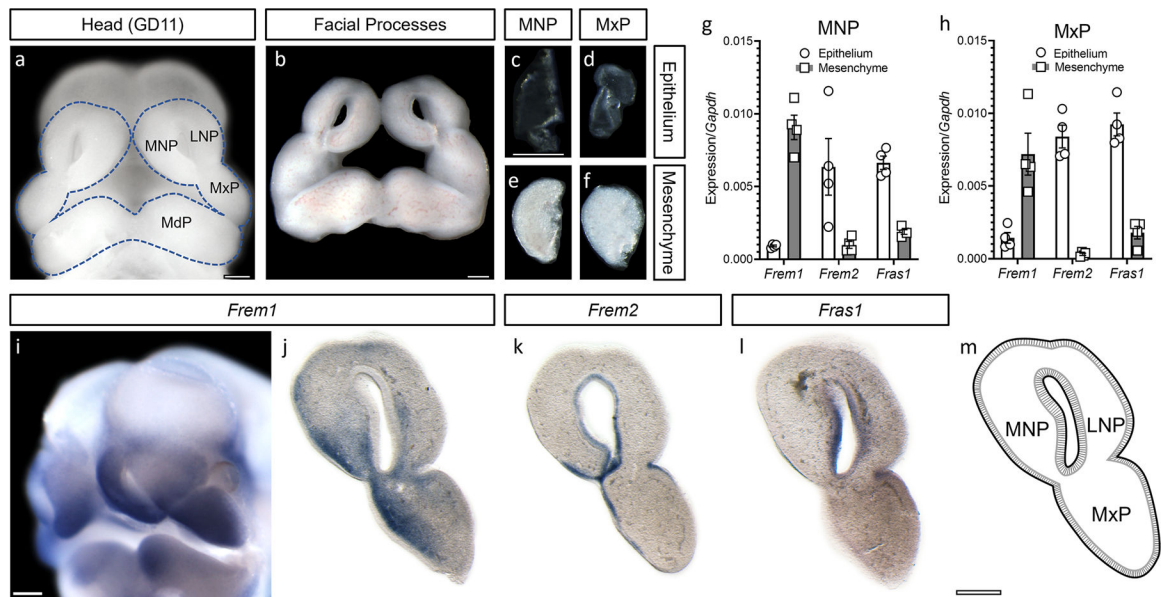 Head (GD11)
Facial Processes
MNP
MxP
a
MNP
LNP
MxP
MdP
b
c
d
Epithelium
e
f
Mesenchyme
g
MNP
Epithelium
Mesenchyme
Expression/Gapdh
0.015
0.010
0.005
0.000
Frem1
Frem2
Fras1
h
MxP
Epithelium
Mesenchyme
Expression/Gapdh
0.015
0.010
0.005
0.000
Frem1
Frem2
Fras1
Frem1
Frem2
Fras1
i
j
k
l
m
MNP
LNP
MxP